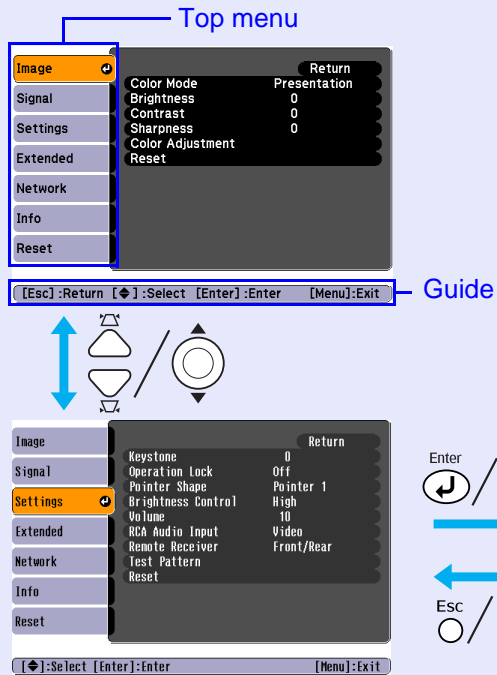 Top menu
Image
Signal
Settings
Extended
Network
Info
Reset
Return
Color Mode Presentation
Brightness 0
Contrast 0
Sharpness 0
Color Adjustment
Reset
[Esc] :Return [◆] :Select [Enter] :Enter [Menu]:Exit
Guide
Image
Signal
Settings
Extended
Network
Info
Reset
Return
Keystone 0
Operation Lock Off
Pointer Shape Pointer 1
Brightness Control High
Volume 10
RCA Audio Input Video
Remote Receiver Front/Rear
Test Pattern
Reset
[◆]:Select [Enter]:Enter [Menu]:Exit
Enter
Esc